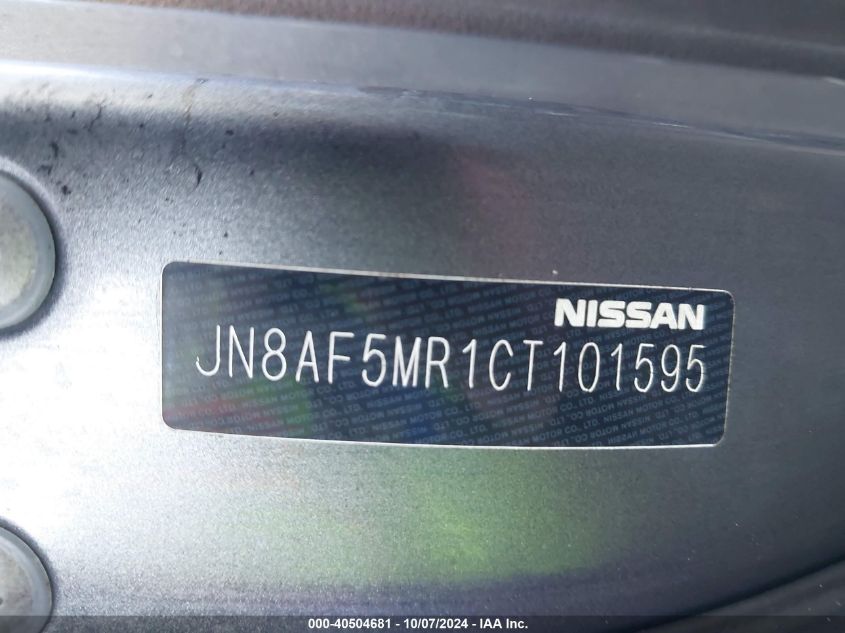 NISSAN
JN8AF5MR1CT101595
000-40504681 - 10/07/2024 - IAA Inc.